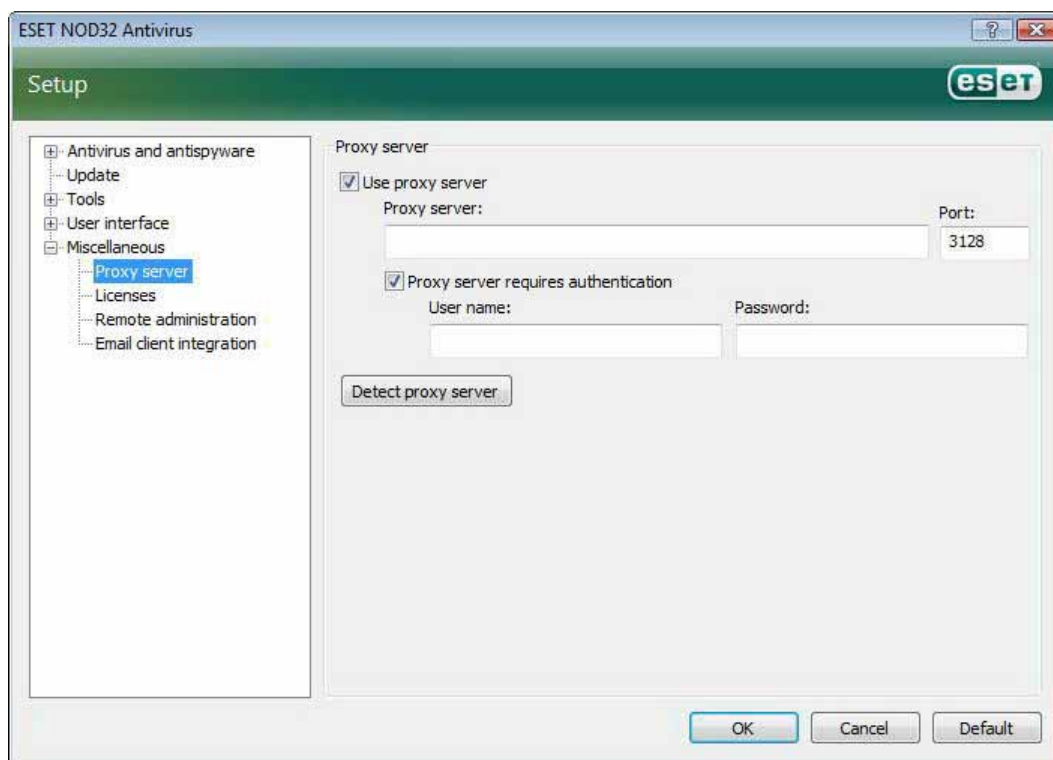 ESET NOD32 Antivirus
?
Setup
eseT
Antivirus and antispyware
Update
Tools
User interface
Miscellaneous
Proxy server
Licenses
Remote administration
Email client integration
Proxy server
Use proxy server
Proxy server:
Port:
3128
Proxy server requires authentication
User name:
Password:
Detect proxy server
OK
Cancel
Default